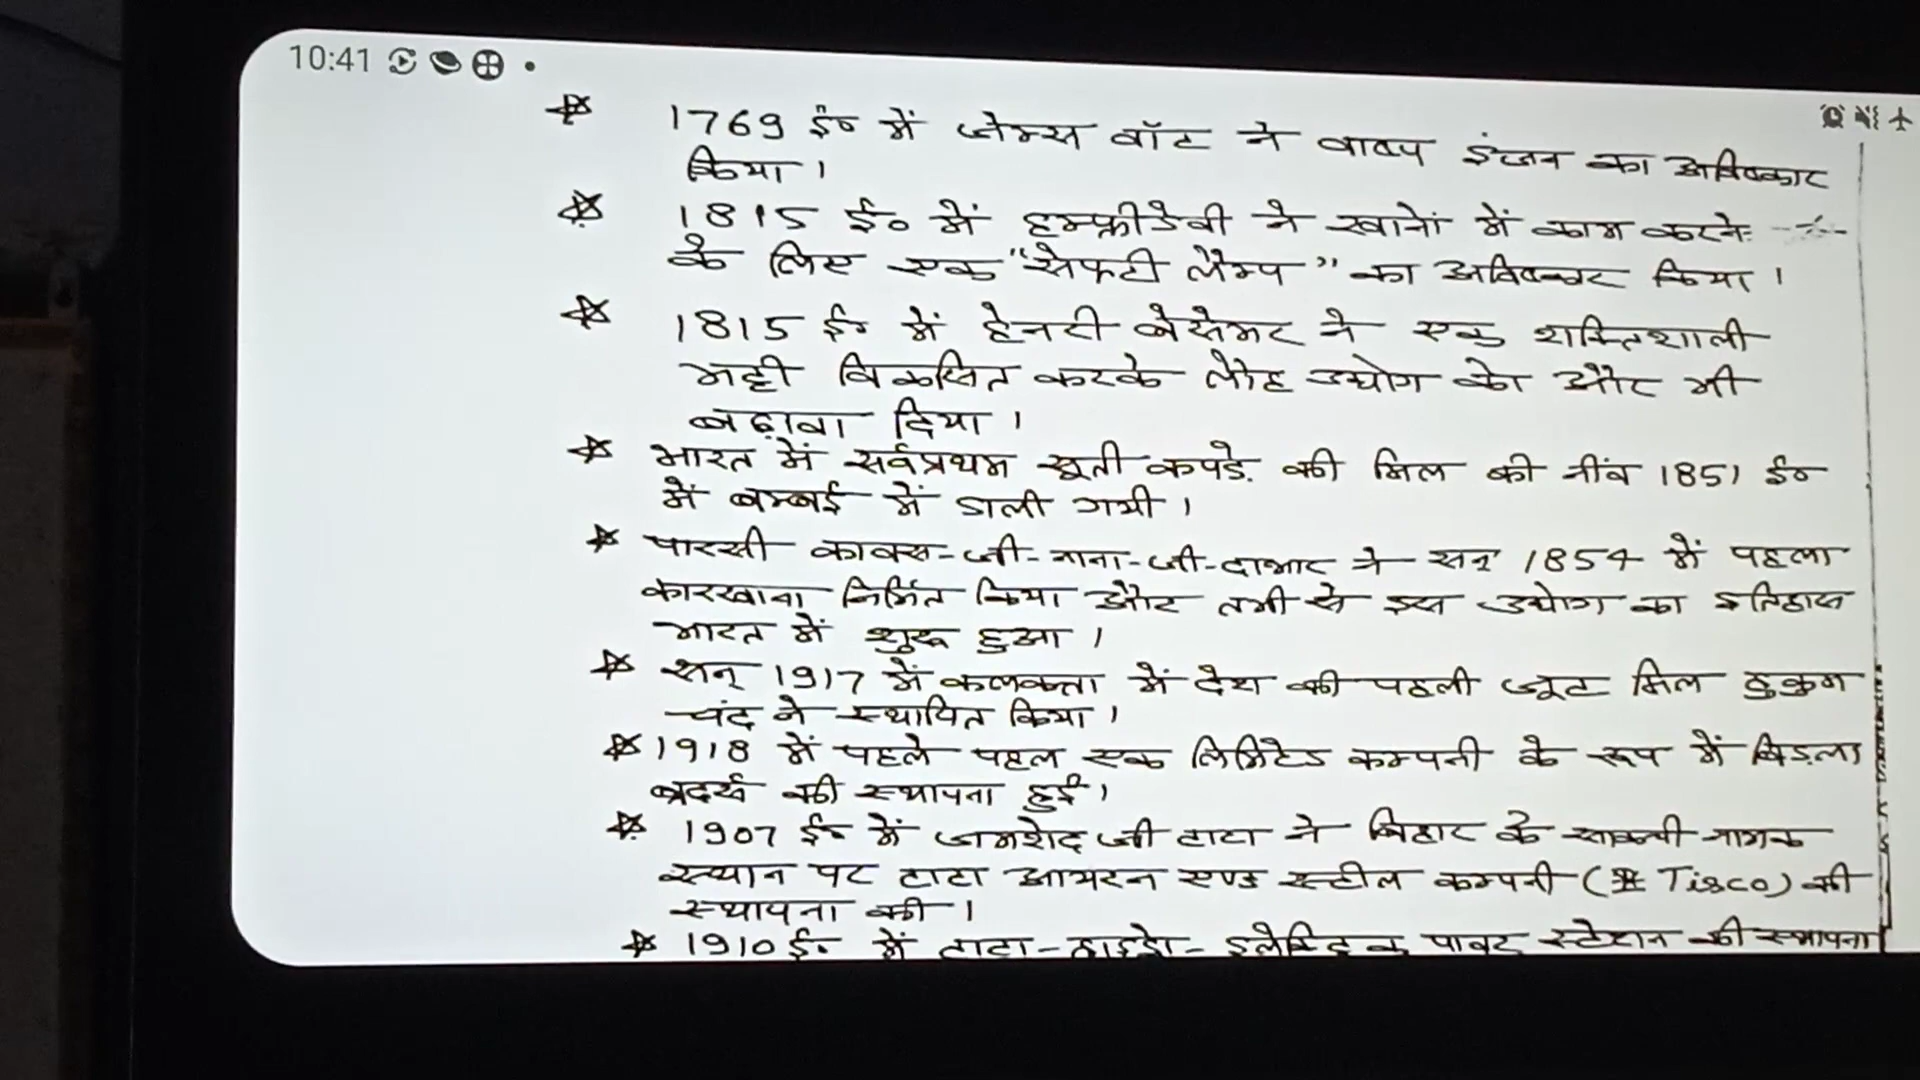 10:41
1769 ई० में जेम्स वॉट ने वाष्प इंजन का अविष्कार
किया।
1815 ई० में हम्फ्रीडेवी ने खानों में काम करने
के लिए एक "सेफ्टी लैम्प" का अविष्कार किया।
1815 ई० में हेनरी बेसेमर ने एक शक्तिशाली
भट्टी विकसित करके लौह उद्योग को और भी
बढ़ावा दिया।
भारत में सर्वप्रथम सूती कपड़े की मिल की नींव 1851 ई०
में बम्बई में डाली गयी।
पारसी कावस-जी-नाना-जी-दाभार ने सन् 1854 में पहला
कारखाना निर्मित किया और तभी से इस उद्योग का इतिहास
भारत में शुरू हुआ।
सन् 1917 में कलकत्ता में देश की पहली जूट मिल हुकुम
चंद ने स्थापित किया।
1918 में पहले पहल एक लिमिटेड कम्पनी के रूप में बिड़ला
ब्रदर्स की स्थापना हुई।
1907 ई० में जमशेद जी टाटा ने बिहार के साकची नामक
स्थान पर टाटा आयरन एण्ड स्टील कम्पनी (Tisco) की
स्थापना की।
1910 ई० में टाटा-हाइड्रो-इलेक्ट्रिक पावर स्टेशन की स्थापना